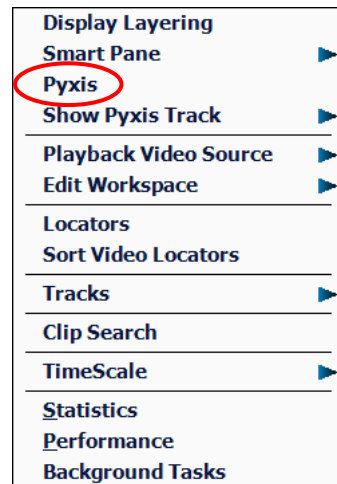 Display Layering
Smart Pane
Pyxis
Show Pyxis Track
Playback Video Source
Edit Workspace
Locators
Sort Video Locators
Tracks
Clip Search
TimeScale
Statistics
Performance
Background Tasks